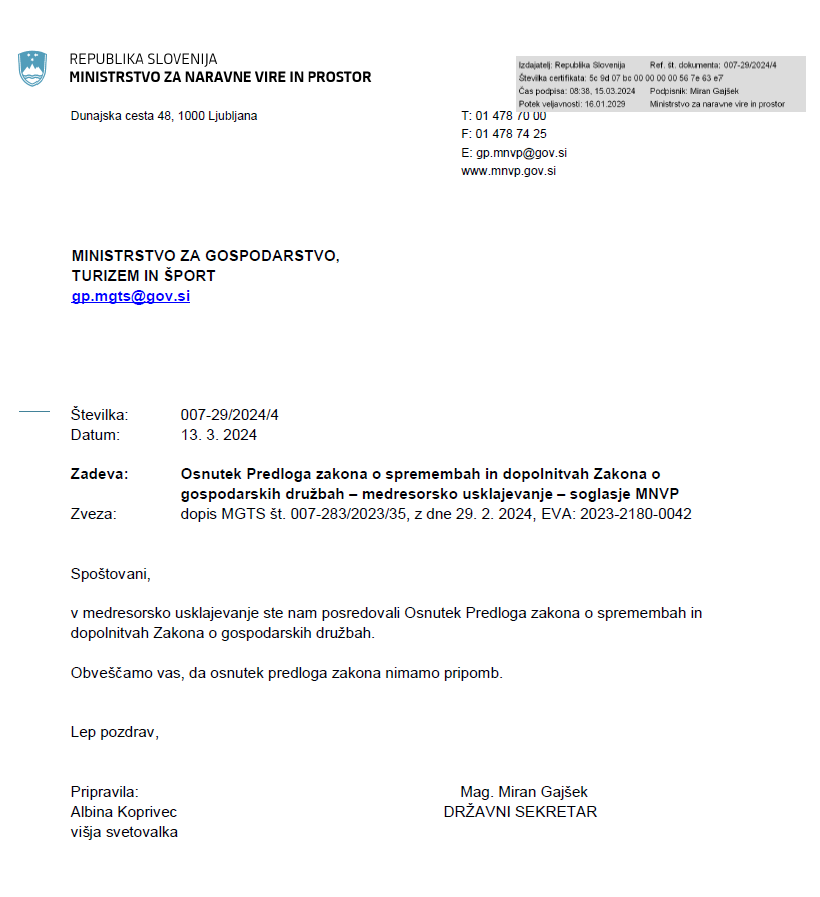 REPUBLIKA SLOVENIJA
MINISTRSTVO ZA NARAVNE VIRE IN PROSTOR
Izdajatelj: Republika Slovenija Ref. št. dokumenta: 007-29/2024/4
Številka certifikata: 5c 9d 07 bc 00 00 00 00 56 7e 63 e7
Čas podpisa: 08:38, 15.03.2024 Podpisnik: Miran Gajšek
Potek veljavnosti: 16.01.2029 Ministrstvo za naravne vire in prostor
Dunajska cesta 48, 1000 Ljubljana
T: 01 478 70 00
F: 01 478 74 25
E: gp.mnvp@gov.si
www.mnvp.gov.si
MINISTRSTVO ZA GOSPODARSTVO,
TURIZEM IN ŠPORT
gp.mgts@gov.si
Številka: 007-29/2024/4
Datum: 13. 3. 2024
Zadeva: Osnutek Predloga zakona o spremembah in dopolnitvah Zakona o
gospodarskih družbah – medresorsko usklajevanje – soglasje MNVP
Zveza: dopis MGTS št. 007-283/2023/35, z dne 29. 2. 2024, EVA: 2023-2180-0042
Spoštovani,
v medresorsko usklajevanje ste nam posredovali Osnutek Predloga zakona o spremembah in
dopolnitvah Zakona o gospodarskih družbah.
Obveščamo vas, da osnutek predloga zakona nimamo pripomb.
Lep pozdrav,
Pripravila: Mag. Miran Gajšek
Albina Koprivec DRŽAVNI SEKRETAR
višja svetovalka